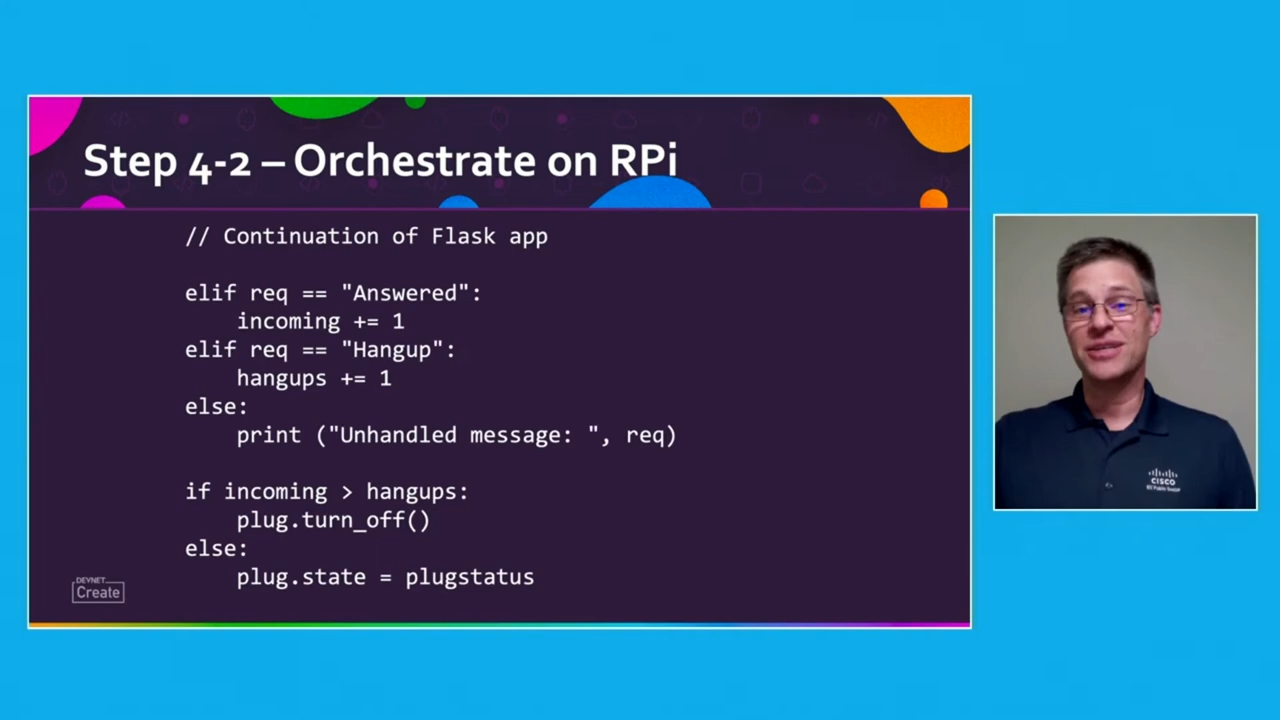 Step 4-2 – Orchestrate on RPi
// Continuation of Flask app
elif req == "Answered":
    incoming += 1
elif req == "Hangup":
    hangups += 1
else:
    print ("Unhandled message: ", req)
if incoming > hangups:
    plug.turn_off()
else:
    plug.state = plugstatus
DEVNET
Create
CISCO